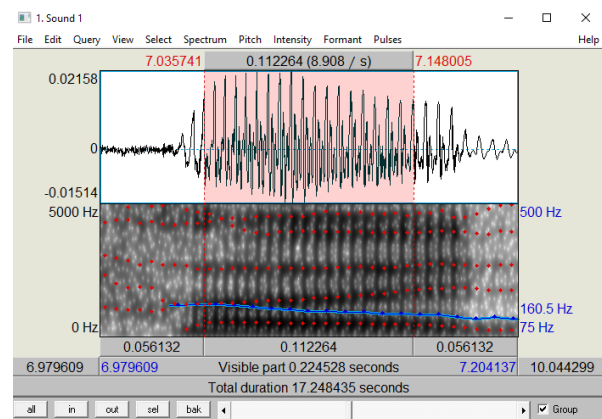 1. Sound 1
File Edit Query View Select Spectrum Pitch Intensity Formant Pulses Help
7.035741 0.112264 (8.908 / s) 7.148005
0.02158
0
-0.01514
5000 Hz 500 Hz
160.5 Hz
0 Hz 75 Hz
0.056132 0.112264 0.056132
6.979609 6.979609 Visible part 0.224528 seconds 7.204137 10.044299
Total duration 17.248435 seconds
all in out sel bak Group